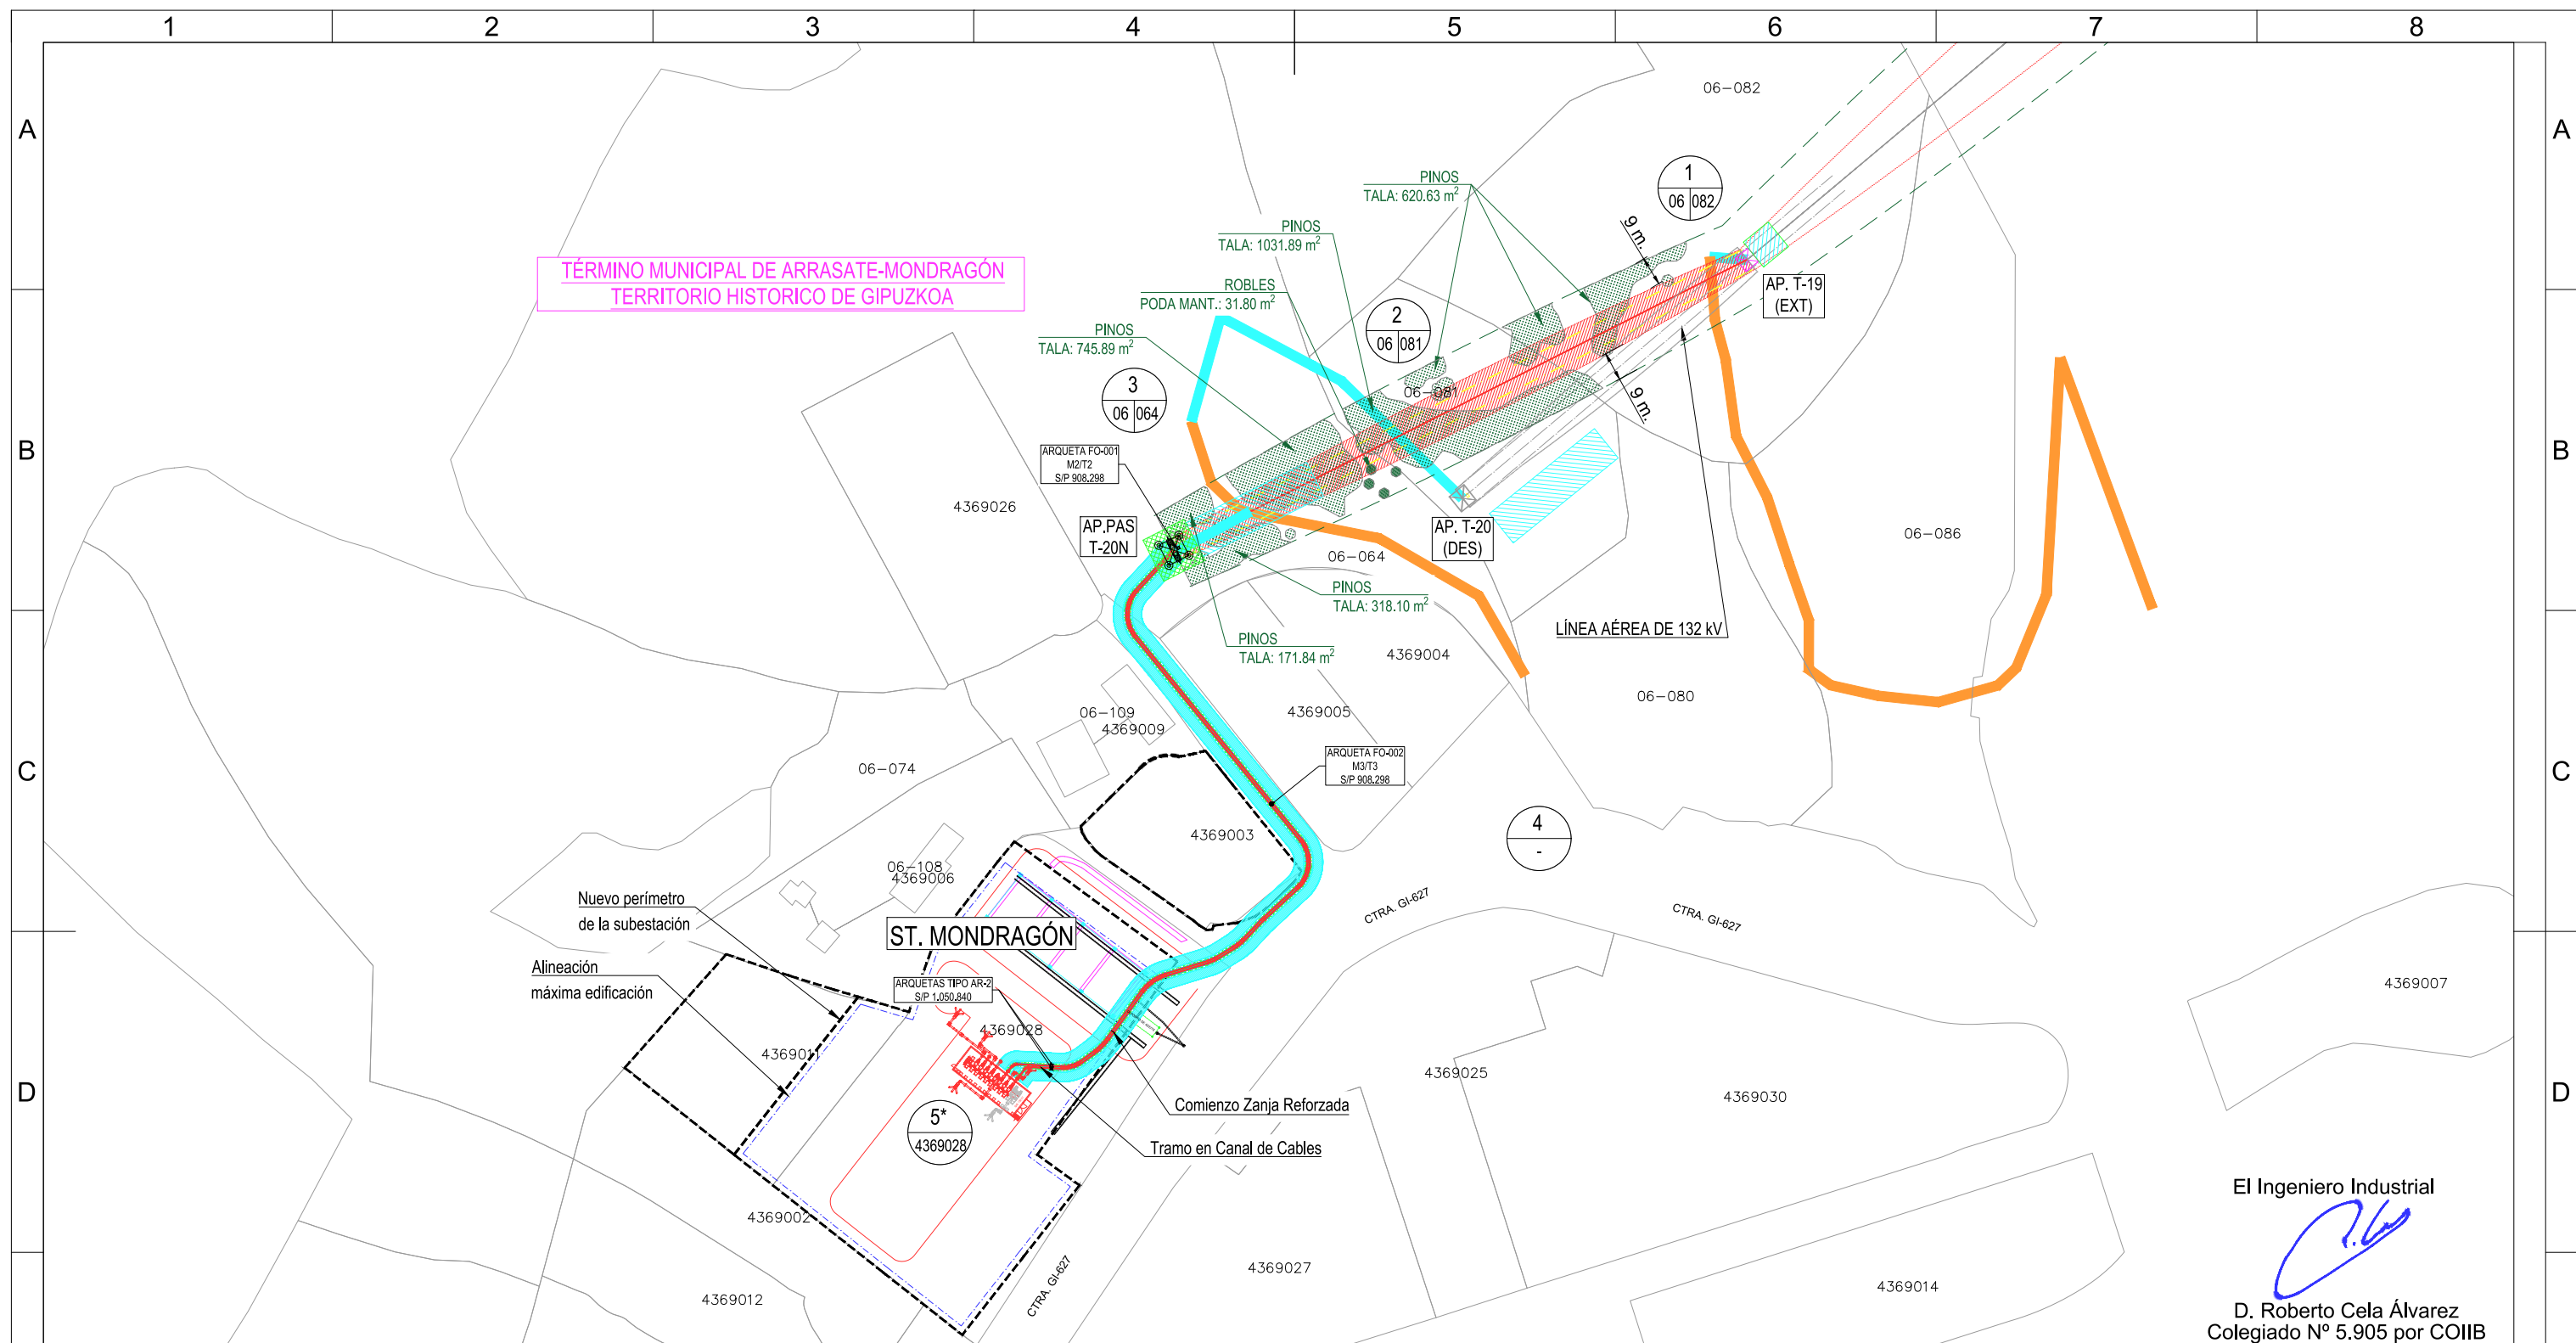 1 2 3 4 5 6 7 8
A
A
06-082
PINOS
TALA: 620.63 m²
1
06 082
PINOS
TALA: 1031.89 m²
9 m.
TÉRMINO MUNICIPAL DE ARRASATE-MONDRAGÓN
TERRITORIO HISTORICO DE GIPUZKOA
ROBLES
PODA MANT.: 31.80 m²
AP. T-19
(EXT)
2
06 081
PINOS
TALA: 745.89 m²
3
06 064
06-081
9 m.
B
B
ARQUETA FO-001
M2/T2
S/P 908.298
4369026
AP.PAS
T-20N
AP. T-20
(DES)
06-064
06-086
PINOS
TALA: 318.10 m²
LÍNEA AÉREA DE 132 kV
PINOS
TALA: 171.84 m²
4369004
06-080
06-109
4369009
4369005
ARQUETA FO-002
M3/T3
S/P 908.298
C
C
06-074
4369003
4
-
06-108
4369006
Nuevo perímetro
de la subestación
CTRA. GI-627
CTRA. GI-627
ST. MONDRAGÓN
Alineación
máxima edificación
ARQUETAS TIPO AR-2
S/P 1.050.840
4369007
4369028
4369011
4369025
D
D
4369030
Comienzo Zanja Reforzada
5*
4369028
Tramo en Canal de Cables
El Ingeniero Industrial
4369002
4369027
CTRA. GI-627
4369014
4369012
D. Roberto Cela Álvarez
Colegiado Nº 5.905 por COIIB